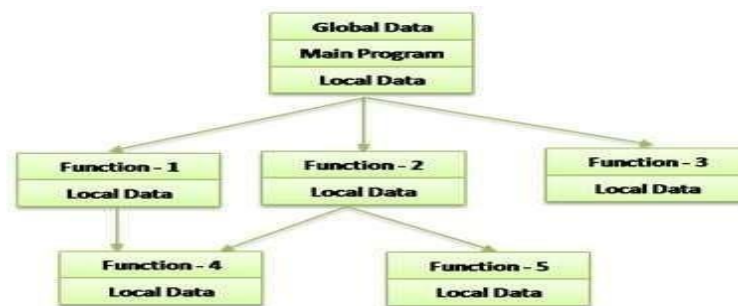 Global Data
Main Program
Local Data
Function - 1
Local Data
Function - 2
Local Data
Function - 3
Local Data
Function - 4
Local Data
Function - 5
Local Data